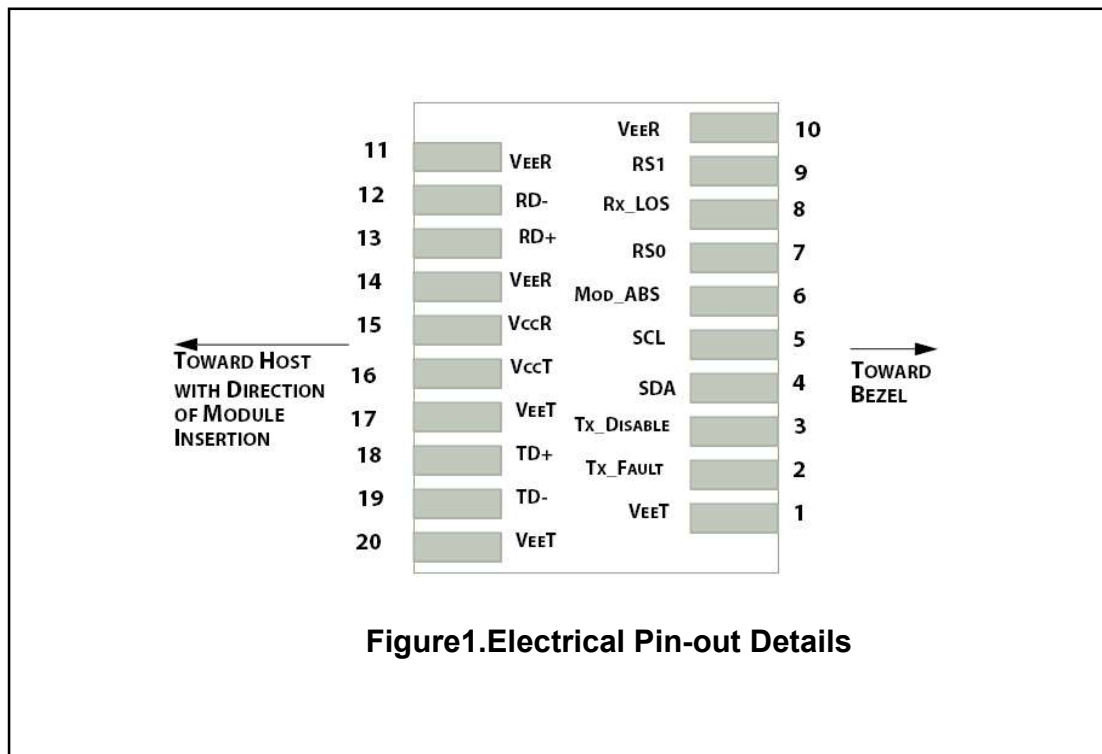 VEER 10
11 VEER RS1 9
12 RD- RX_LOS 8
13 RD+ RS0 7
14 VEER MOD_ABS 6
15 VCCR SCL 5
16 VCCT SDA 4
17 VEET TX_DISABLE 3
18 TD+ TX_FAULT 2
19 TD- VEET 1
20 VEET
TOWARD HOST
WITH DIRECTION
OF MODULE
INSERTION
TOWARD
BEZEL
Figure1.Electrical Pin-out Details